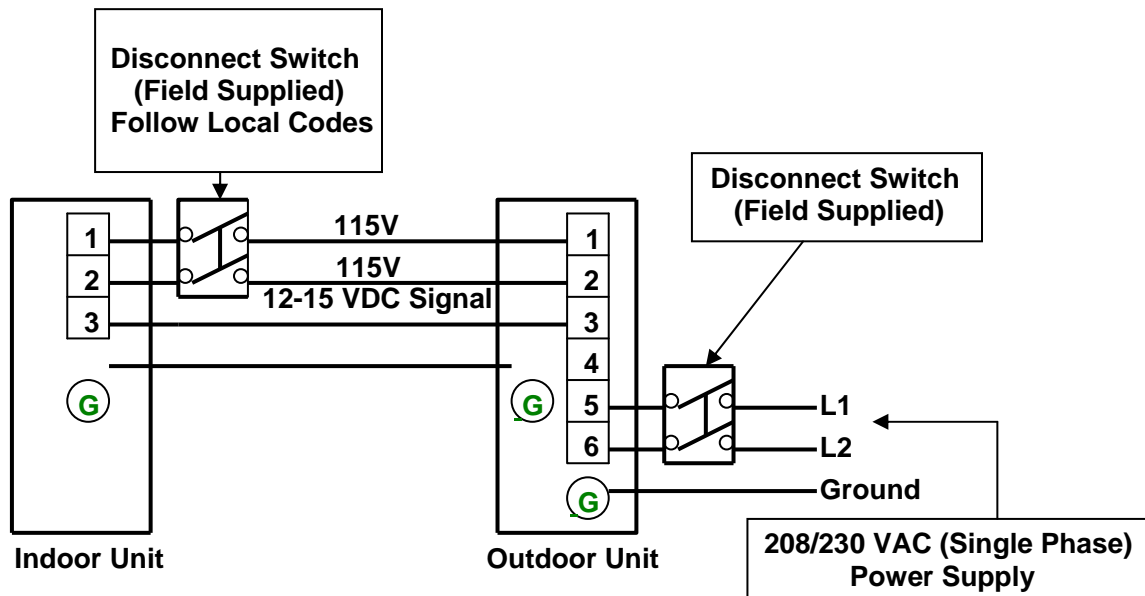 Disconnect Switch
(Field Supplied)
Follow Local Codes
Disconnect Switch
(Field Supplied)
1
2
3
G
115V
115V
12-15 VDC Signal
1
2
3
4
5
6
G
G
L1
L2
Ground
Indoor Unit
Outdoor Unit
208/230 VAC (Single Phase)
Power Supply